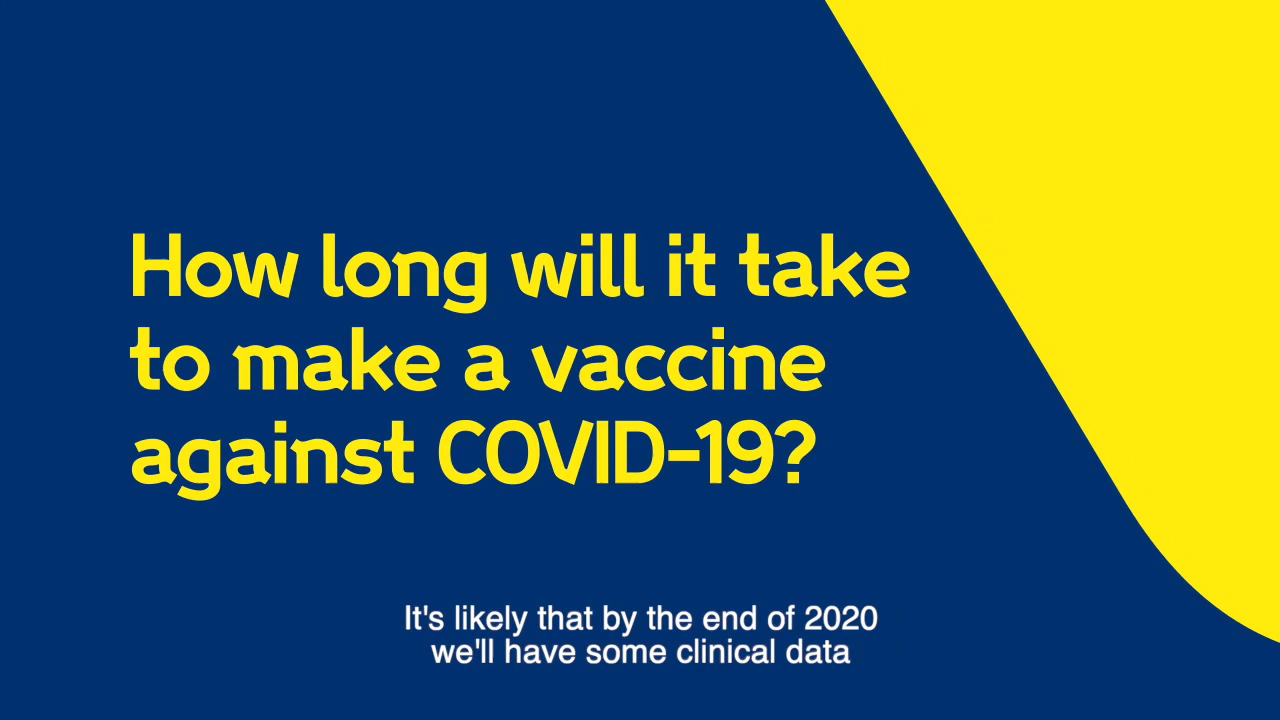 How long will it take
to make a vaccine
against COVID-19?
It's likely that by the end of 2020
we'll have some clinical data